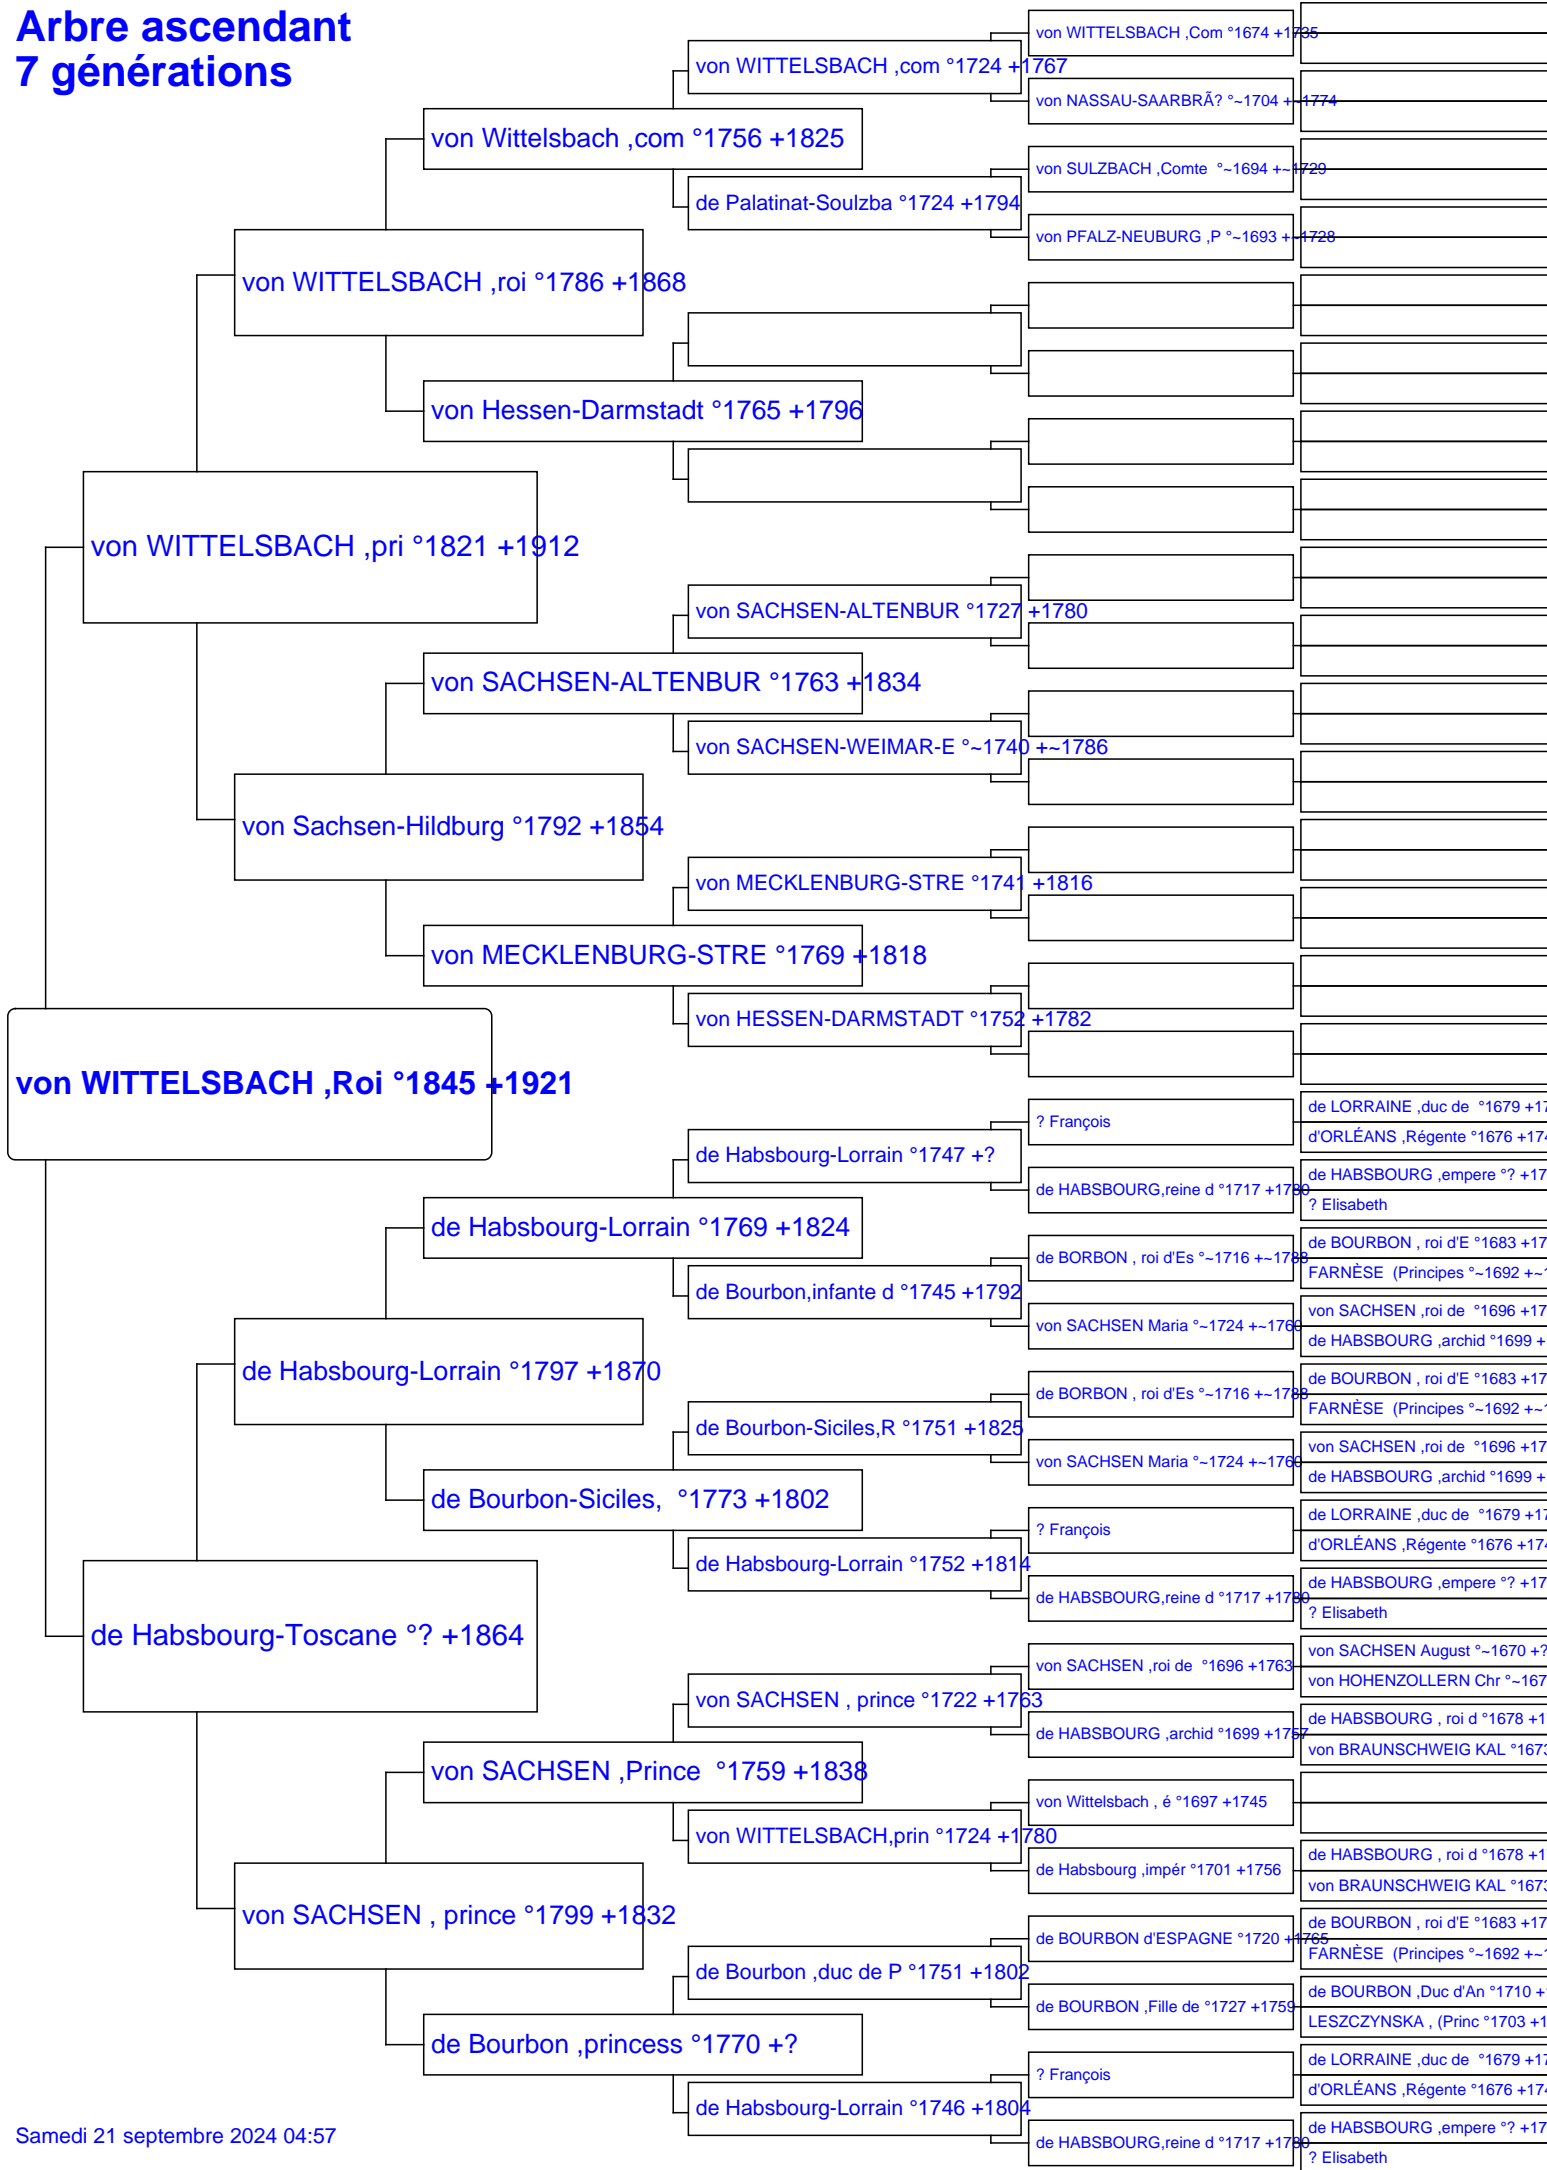 Arbre ascendant
7 générations
von WITTELSBACH ,Com °1674 +1735
von WITTELSBACH ,com °1724 +1767
von NASSAU-SAARBRÃ? °~1704 +~1774
von Wittelsbach ,com °1756 +1825
von SULZBACH ,Comte °~1694 +~1729
de Palatinat-Soulzba °1724 +1794
von PFALZ-NEUBURG ,P °~1693 +~1728
von WITTELSBACH ,roi °1786 +1868
von Hessen-Darmstadt °1765 +1796
von WITTELSBACH ,pri °1821 +1912
von SACHSEN-ALTENBUR °1727 +1780
von SACHSEN-ALTENBUR °1763 +1834
von SACHSEN-WEIMAR-E °~1740 +~1786
von Sachsen-Hildburg °1792 +1854
von MECKLENBURG-STRE °1741 +1816
von MECKLENBURG-STRE °1769 +1818
von HESSEN-DARMSTADT °1752 +1782
von WITTELSBACH ,Roi °1845 +1921
de LORRAINE ,duc de °1679 +17
? François
d'ORLÉANS ,Régente °1676 +174
de Habsbourg-Lorrain °1747 +?
de HABSBOURG ,empere °? +17
de HABSBOURG,reine d °1717 +1780
? Elisabeth
de Habsbourg-Lorrain °1769 +1824
de BOURBON , roi d'E °1683 +17
de BORBON , roi d'Es °~1716 +~1788
FARNÈSE (Principes °~1692 +~1
de Bourbon,infante d °1745 +1792
von SACHSEN ,roi de °1696 +17
von SACHSEN Maria °~1724 +~1760
de HABSBOURG ,archid °1699 +
de Habsbourg-Lorrain °1797 +1870
de BOURBON , roi d'E °1683 +17
de BORBON , roi d'Es °~1716 +~1788
FARNÈSE (Principes °~1692 +~1
de Bourbon-Siciles,R °1751 +1825
von SACHSEN ,roi de °1696 +17
von SACHSEN Maria °~1724 +~1760
de HABSBOURG ,archid °1699 +
de Bourbon-Siciles, °1773 +1802
de LORRAINE ,duc de °1679 +17
? François
d'ORLÉANS ,Régente °1676 +174
de Habsbourg-Lorrain °1752 +1814
de HABSBOURG ,empere °? +17
de HABSBOURG,reine d °1717 +1780
? Elisabeth
de Habsbourg-Toscane °? +1864
von SACHSEN August °~1670 +?
von SACHSEN ,roi de °1696 +1763
von HOHENZOLLERN Chr °~167
von SACHSEN , prince °1722 +1763
de HABSBOURG , roi d °1678 +1
de HABSBOURG ,archid °1699 +1757
von BRAUNSCHWEIG KAL °1673
von SACHSEN ,Prince °1759 +1838
von Wittelsbach , é °1697 +1745
von WITTELSBACH,prin °1724 +1780
de HABSBOURG , roi d °1678 +1
de Habsbourg ,impér °1701 +1756
von BRAUNSCHWEIG KAL °1673
von SACHSEN , prince °1799 +1832
de BOURBON , roi d'E °1683 +17
de BOURBON d'ESPAGNE °1720 +1765
FARNÈSE (Principes °~1692 +~1
de Bourbon ,duc de P °1751 +1802
de BOURBON ,Duc d'An °1710 +
de BOURBON ,Fille de °1727 +1759
LESZCZYNSKA , (Princ °1703 +1
de Bourbon ,princess °1770 +?
de LORRAINE ,duc de °1679 +17
? François
d'ORLÉANS ,Régente °1676 +174
de Habsbourg-Lorrain °1746 +1804
de HABSBOURG ,empere °? +17
de HABSBOURG,reine d °1717 +1780
? Elisabeth
Samedi 21 septembre 2024 04:57